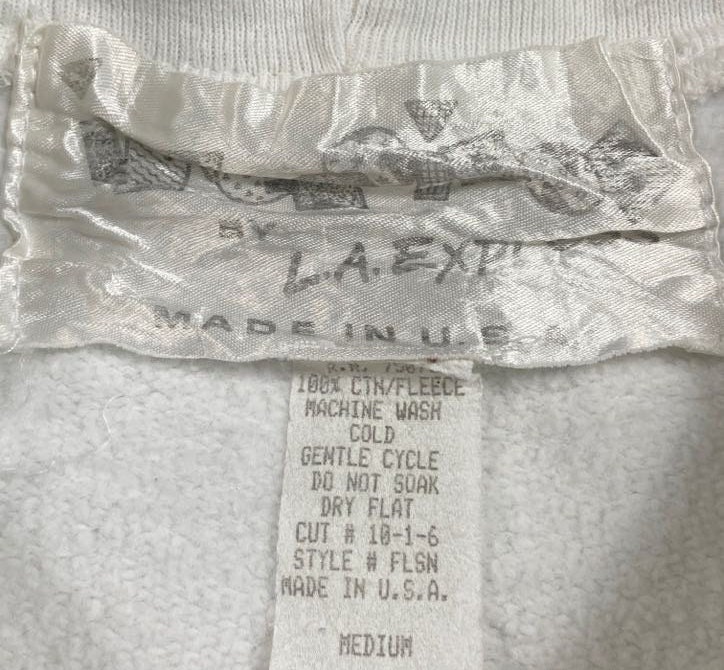 BY
L.A. EXP
MADE IN U.S.A.
100% CTN/FLEECE
MACHINE WASH
COLD
GENTLE CYCLE
DO NOT SOAK
DRY FLAT
CUT # 10-1-6
STYLE # FLSN
MADE IN U.S.A.
MEDIUM